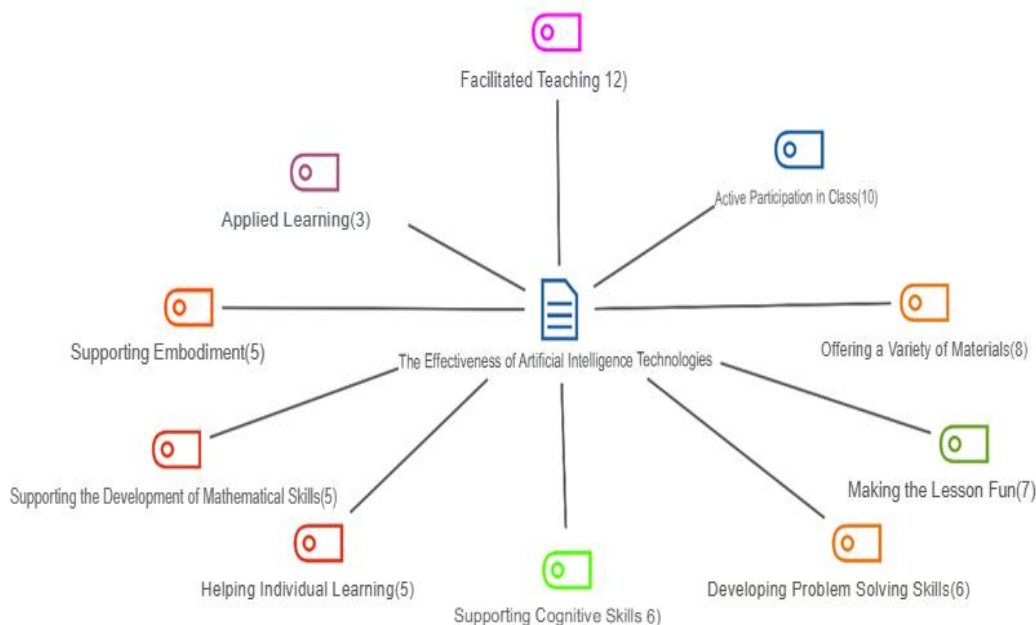 Facilitated Teaching 12)
Active Participation in Class(10)
Applied Learning(3)
Supporting Embodiment(5)
The Effectiveness of Artificial Intelligence Technologies
Offering a Variety of Materials(8)
Supporting the Development of Mathematical Skills(5)
Making the Lesson Fun(7)
Helping Individual Learning(5)
Supporting Cognitive Skills 6)
Developing Problem Solving Skills(6)